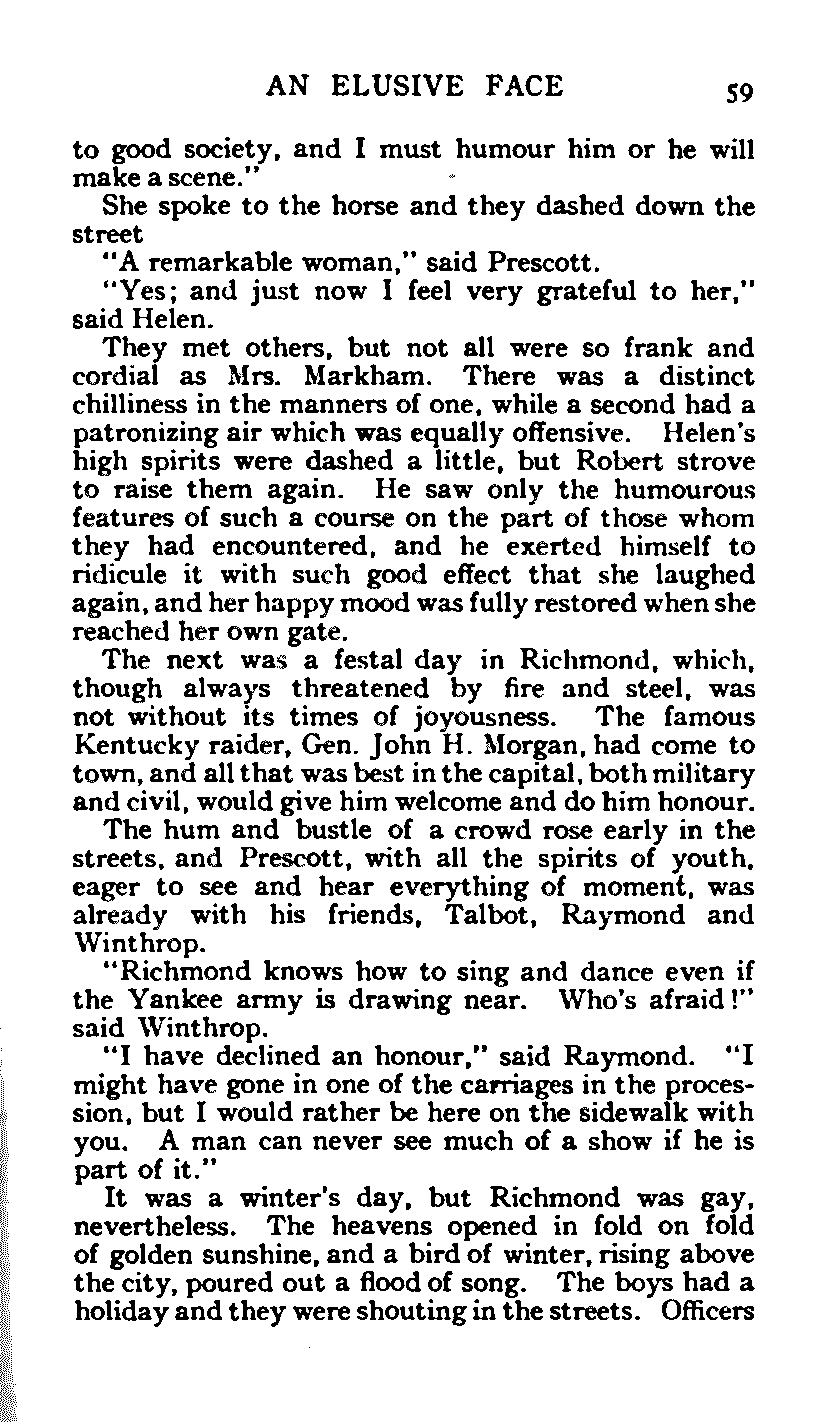 AN ELUSIVE FACE 59
to good society, and I must humour him or he will
make a scene."
She spoke to the horse and they dashed down the
street
"A remarkable woman," said Prescott.
"Yes; and just now I feel very grateful to her,"
said Helen.
They met others, but not all were so frank and
cordial as Mrs. Markham. There was a distinct
chilliness in the manners of one, while a second had a
patronizing air which was equally offensive. Helen's
high spirits were dashed a little, but Robert strove
to raise them again. He saw only the humourous
features of such a course on the part of those whom
they had encountered, and he exerted himself to
ridicule it with such good effect that she laughed
again, and her happy mood was fully restored when she
reached her own gate.
The next was a festal day in Richmond, which,
though always threatened by fire and steel, was
not without its times of joyousness. The famous
Kentucky raider, Gen. John H. Morgan, had come to
town, and all that was best in the capital, both military
and civil, would give him welcome and do him honour.
The hum and bustle of a crowd rose early in the
streets, and Prescott, with all the spirits of youth,
eager to see and hear everything of moment, was
already with his friends, Talbot, Raymond and
Winthrop.
"Richmond knows how to sing and dance even if
the Yankee army is drawing near. Who's afraid!"
said Winthrop.
"I have declined an honour," said Raymond. "I
might have gone in one of the carriages in the proces-
sion, but I would rather be here on the sidewalk with
you. A man can never see much of a show if he is
part of it."
It was a winter's day, but Richmond was gay,
nevertheless. The heavens opened in fold on fold
of golden sunshine, and a bird of winter, rising above
the city, poured out a flood of song. The boys had a
holiday and they were shouting in the streets. Officers